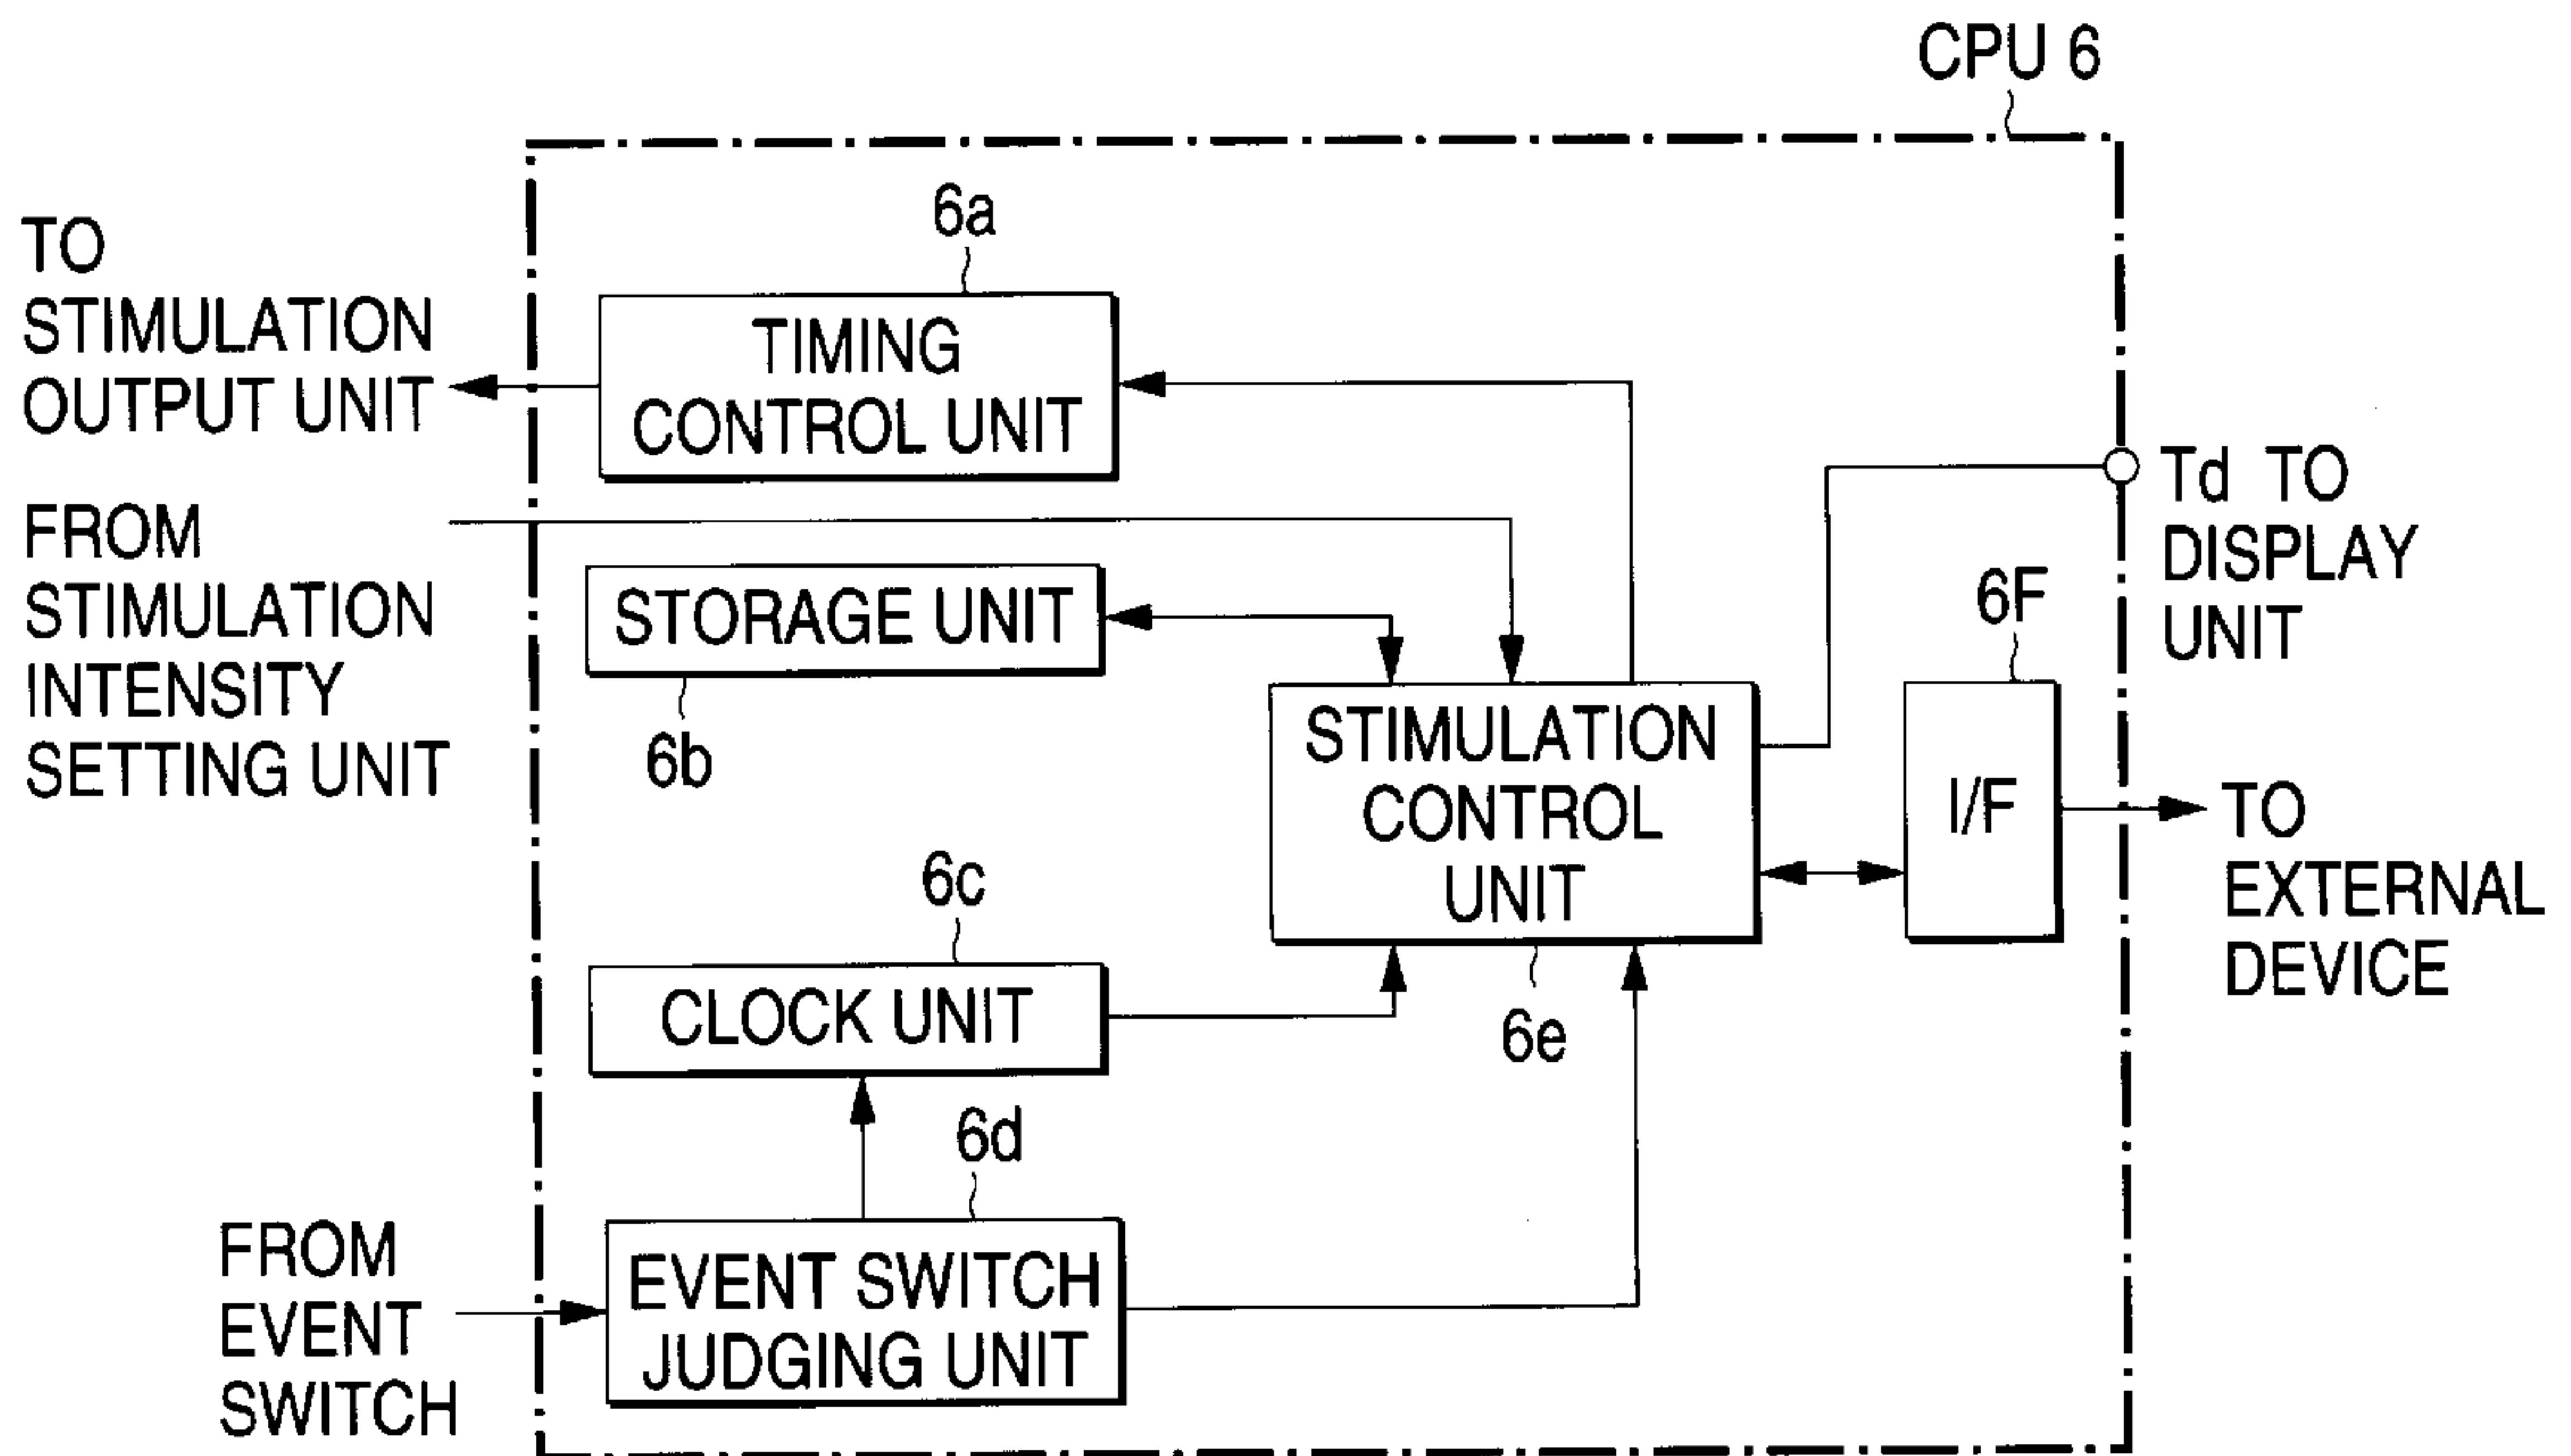 CPU 6
6a
TO
STIMULATION
OUTPUT UNIT
TIMING
CONTROL UNIT
Td TO
DISPLAY
UNIT
FROM
STIMULATION
INTENSITY
SETTING UNIT
STORAGE UNIT
6b
6F
STIMULATION
CONTROL
UNIT
I/F
TO
EXTERNAL
DEVICE
6c
CLOCK UNIT
6e
6d
FROM
EVENT
SWITCH
EVENT SWITCH
JUDGING UNIT